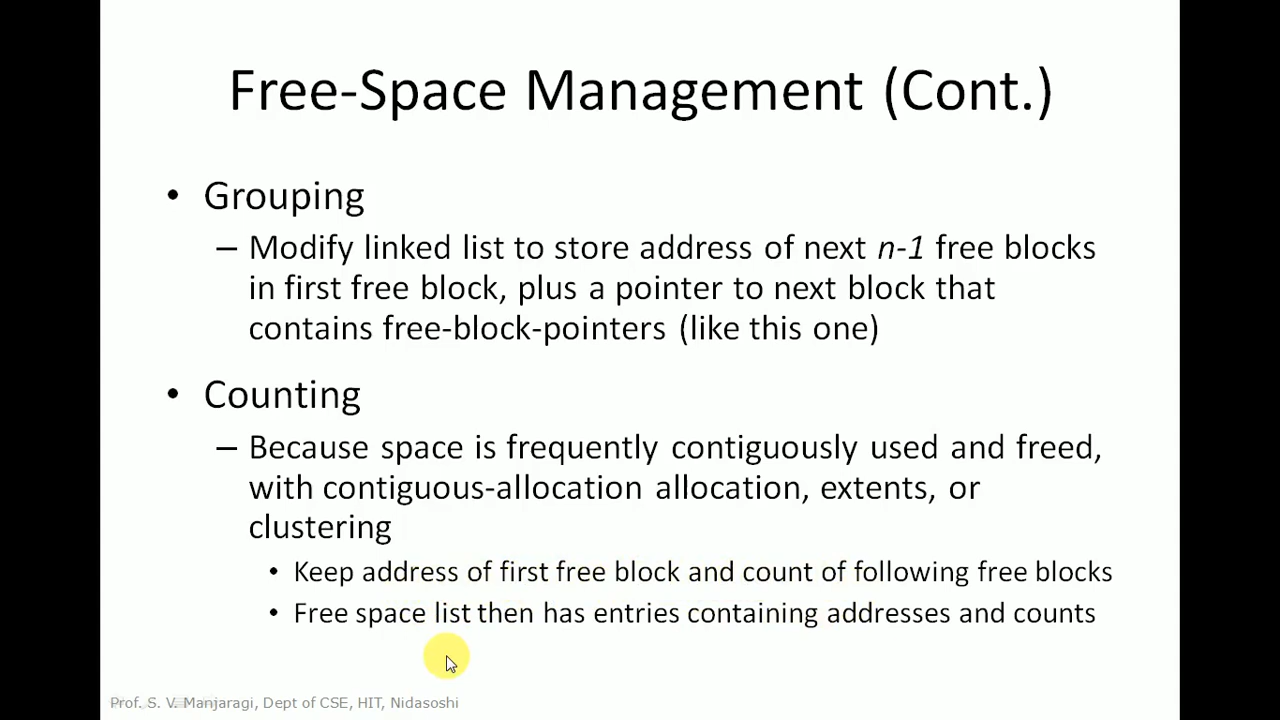 Free-Space Management (Cont.)
• Grouping
– Modify linked list to store address of next n-1 free blocks
in first free block, plus a pointer to next block that
contains free-block-pointers (like this one)
• Counting
– Because space is frequently contiguously used and freed,
with contiguous-allocation allocation, extents, or
clustering
• Keep address of first free block and count of following free blocks
• Free space list then has entries containing addresses and counts
Prof. S. V. Manjaragi, Dept of CSE, HIT, Nidasoshi